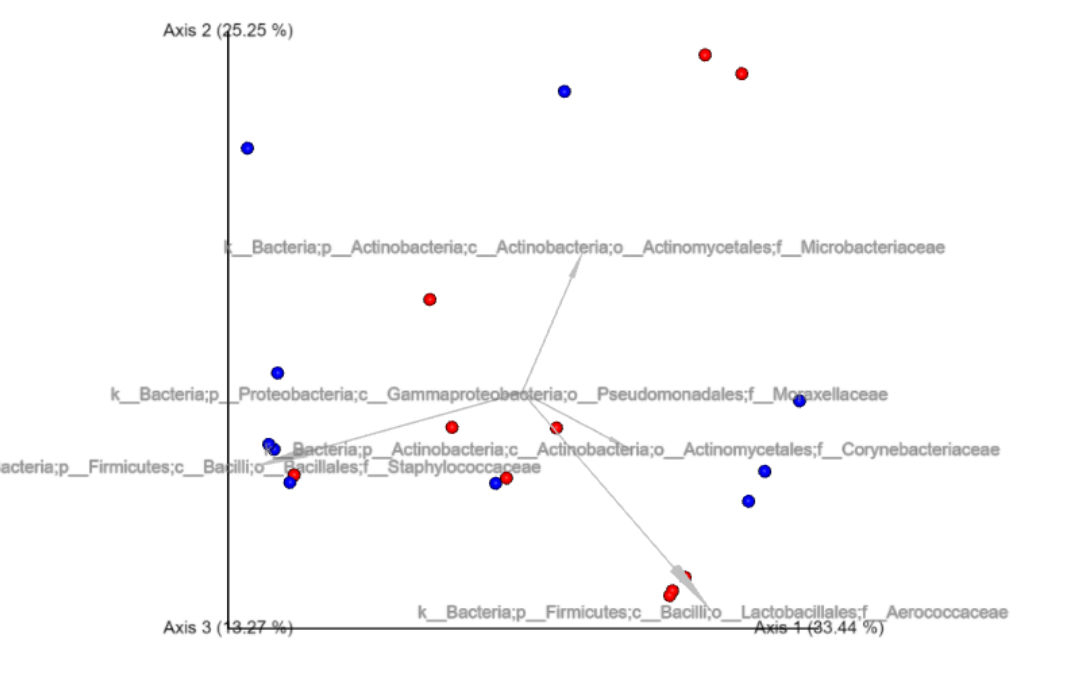 Axis 2 (25.25 %)
k__Bacteria;p__Actinobacteria;c__Actinobacteria;o__Actinomycetales;f__Microbacteriaceae
k__Bacteria;p__Proteobacteria;c__Gammaproteobacteria;o__Pseudomonadales;f__Moraxellaceae
k__Bacteria;p__Actinobacteria;c__Actinobacteria;o__Actinomycetales;f__Corynebacteriaceae
acteria;p__Firmicutes;c__Bacilli;o__Bacillales;f__Staphylococcaceae
k__Bacteria;p__Firmicutes;c__Bacilli;o__Lactobacillales;f__Aerococcaceae
Axis 3 (13.27 %)
Axis 1 (33.44 %)